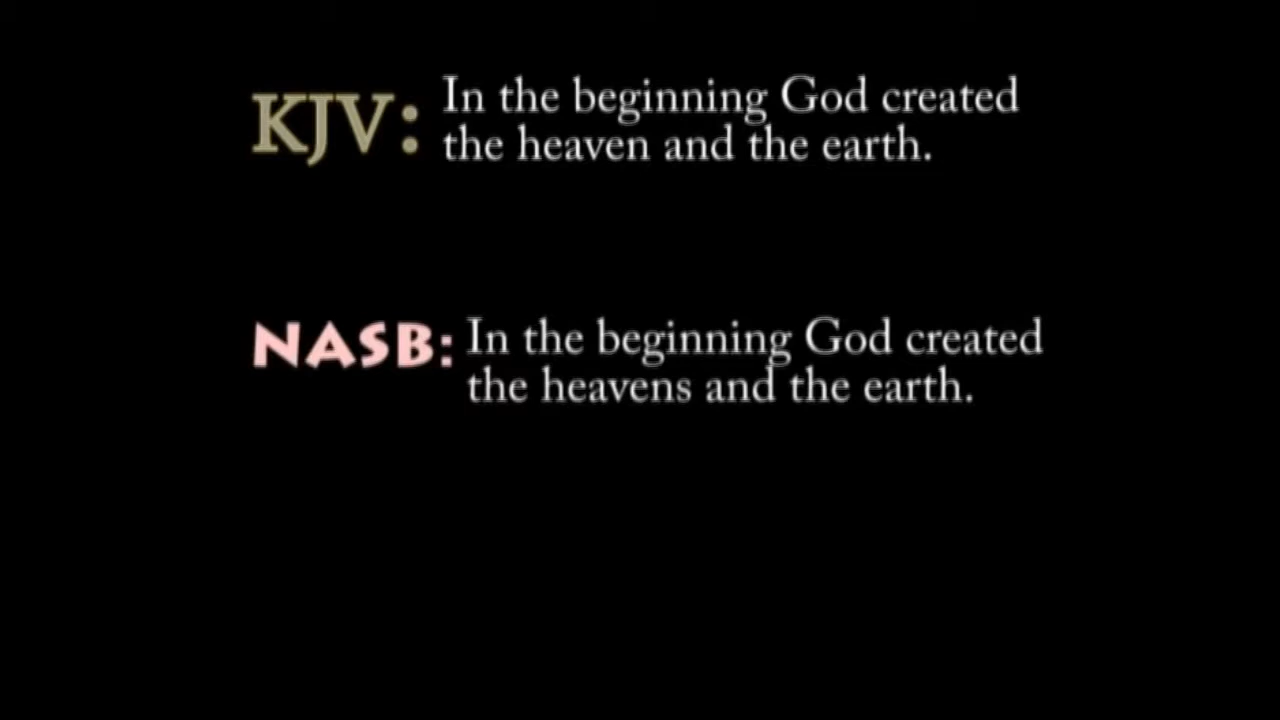 KJV: In the beginning God created
the heaven and the earth.
NASB: In the beginning God created
the heavens and the earth.